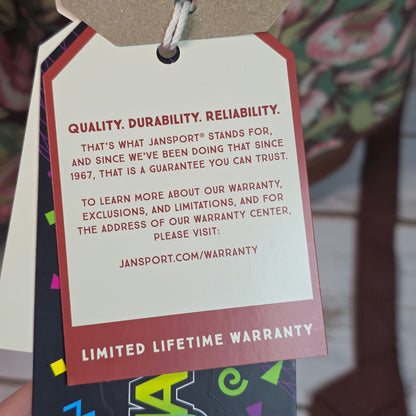 QUALITY. DURABILITY. RELIABILITY.
THAT'S WHAT JANSPORT® STANDS FOR,
AND SINCE WE'VE BEEN DOING THAT SINCE
1967, THAT IS A GUARANTEE YOU CAN TRUST.
TO LEARN MORE ABOUT OUR WARRANTY,
EXCLUSIONS, AND LIMITATIONS, AND FOR
THE ADDRESS OF OUR WARRANTY CENTER,
PLEASE VISIT:
JANSPORT.COM/WARRANTY
LIMITED LIFETIME WARRANTY